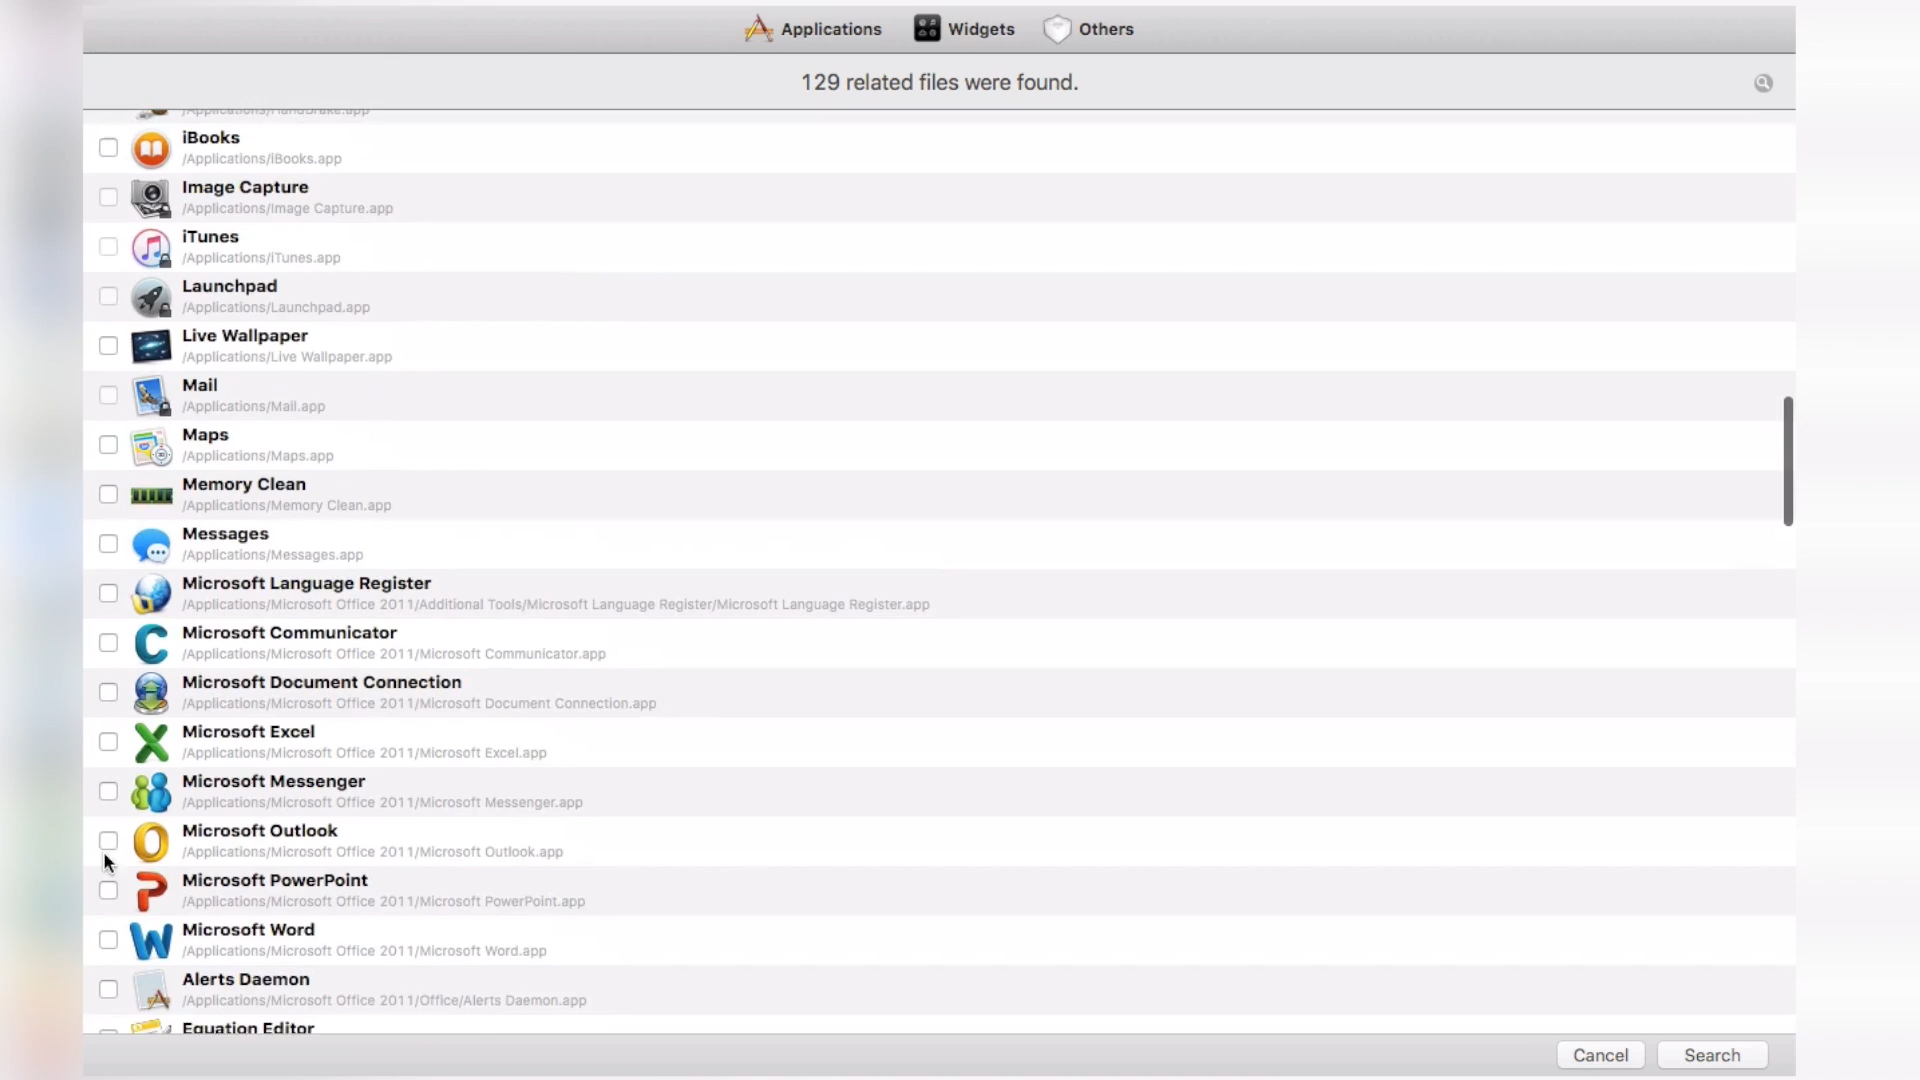 Applications Widgets Others
129 related files were found.
/Applications/HandBrake.app
iBooks
/Applications/iBooks.app
Image Capture
/Applications/Image Capture.app
iTunes
/Applications/iTunes.app
Launchpad
/Applications/Launchpad.app
Live Wallpaper
/Applications/Live Wallpaper.app
Mail
/Applications/Mail.app
Maps
/Applications/Maps.app
Memory Clean
/Applications/Memory Clean.app
Messages
/Applications/Messages.app
Microsoft Language Register
/Applications/Microsoft Office 2011/Additional Tools/Microsoft Language Register/Microsoft Language Register.app
Microsoft Communicator
/Applications/Microsoft Office 2011/Microsoft Communicator.app
Microsoft Document Connection
/Applications/Microsoft Office 2011/Microsoft Document Connection.app
Microsoft Excel
/Applications/Microsoft Office 2011/Microsoft Excel.app
Microsoft Messenger
/Applications/Microsoft Office 2011/Microsoft Messenger.app
Microsoft Outlook
/Applications/Microsoft Office 2011/Microsoft Outlook.app
Microsoft PowerPoint
/Applications/Microsoft Office 2011/Microsoft PowerPoint.app
Microsoft Word
/Applications/Microsoft Office 2011/Microsoft Word.app
Alerts Daemon
/Applications/Microsoft Office 2011/Office/Alerts Daemon.app
Equation Editor
Cancel Search